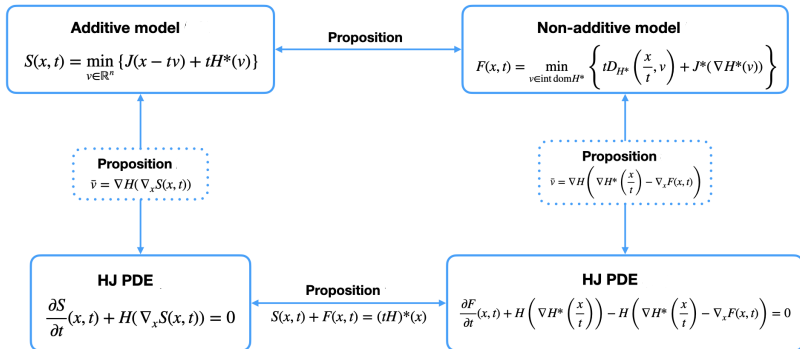 Additive model
S(x, t) = min_{v∈ℝⁿ} {J(x − tv) + tH*(v)}
Proposition
Non-additive model
F(x, t) = min_{v∈int domH*} { tD_{H*} (x/t, v) + J*(∇H*(v)) }
Proposition
v̄ = ∇H(∇ₓS(x, t))
Proposition
v̄ = ∇H ( ∇H* (x/t) − ∇ₓF(x, t) )
HJ PDE
∂S/∂t (x, t) + H(∇ₓS(x, t)) = 0
Proposition
S(x, t) + F(x, t) = (tH)*(x)
HJ PDE
∂F/∂t (x, t) + H ( ∇H* (x/t) ) − H ( ∇H* (x/t) − ∇ₓF(x, t) ) = 0